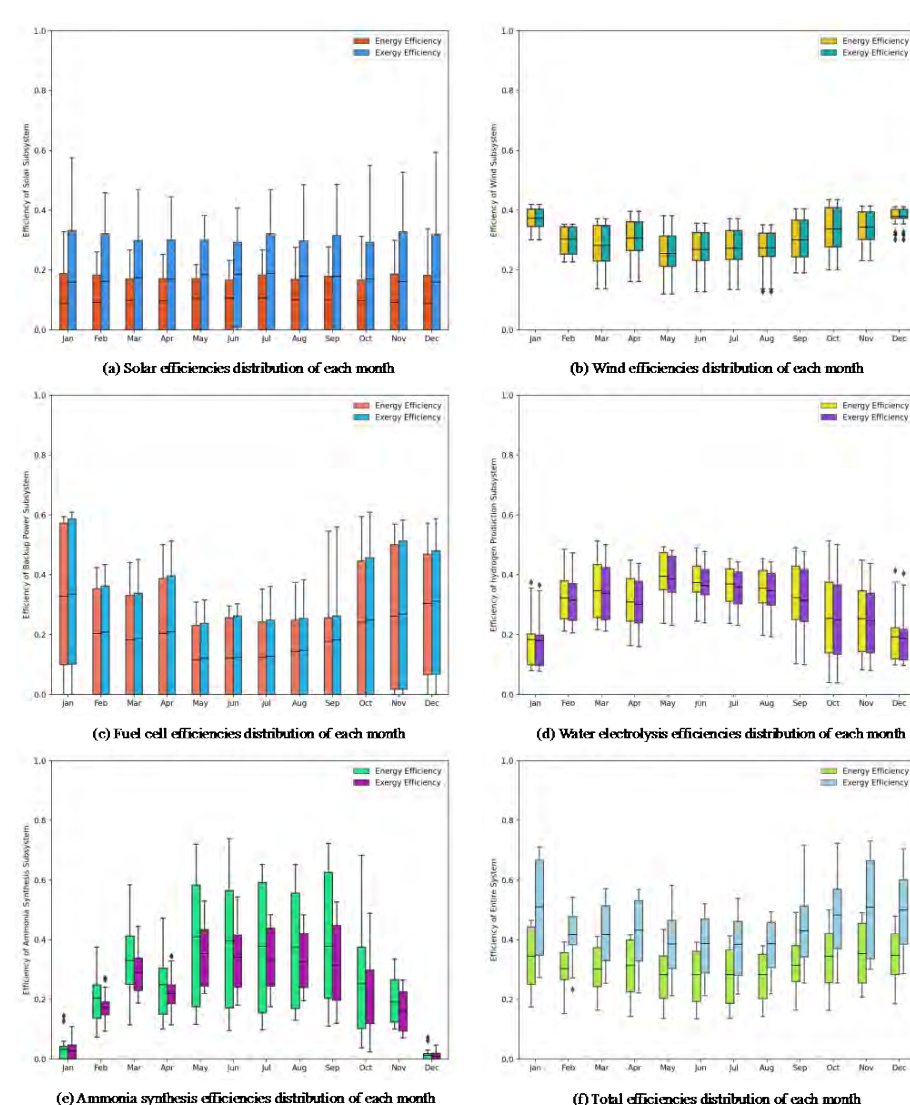 1.0
0.8
0.6
0.4
0.2
0.0
Efficiency of Solar Subsystem
Energy Efficiency
Exergy Efficiency
Jan Feb Mar Apr May Jun Jul Aug Sep Oct Nov Dec
(a) Solar efficiencies distribution of each month
1.0
0.8
0.6
0.4
0.2
0.0
Efficiency of Wind Subsystem
Energy Efficiency
Exergy Efficiency
Jan Feb Mar Apr May Jun Jul Aug Sep Oct Nov Dec
(b) Wind efficiencies distribution of each month
1.0
0.8
0.6
0.4
0.2
0.0
Efficiency of Backup Power Subsystem
Energy Efficiency
Exergy Efficiency
Jan Feb Mar Apr May Jun Jul Aug Sep Oct Nov Dec
(c) Fuel cell efficiencies distribution of each month
1.0
0.8
0.6
0.4
0.2
0.0
Efficiency of hydrogen Production Subsystem
Energy Efficiency
Exergy Efficiency
Jan Feb Mar Apr May Jun Jul Aug Sep Oct Nov Dec
(d) Water electrolysis efficiencies distribution of each month
1.0
0.8
0.6
0.4
0.2
0.0
Efficiency of Ammonia Synthesis Subsystem
Energy Efficiency
Exergy Efficiency
Jan Feb Mar Apr May Jun Jul Aug Sep Oct Nov Dec
(e) Ammonia synthesis efficiencies distribution of each month
1.0
0.8
0.6
0.4
0.2
0.0
Efficiency of Entire System
Energy Efficiency
Exergy Efficiency
Jan Feb Mar Apr May Jun Jul Aug Sep Oct Nov Dec
(f) Total efficiencies distribution of each month